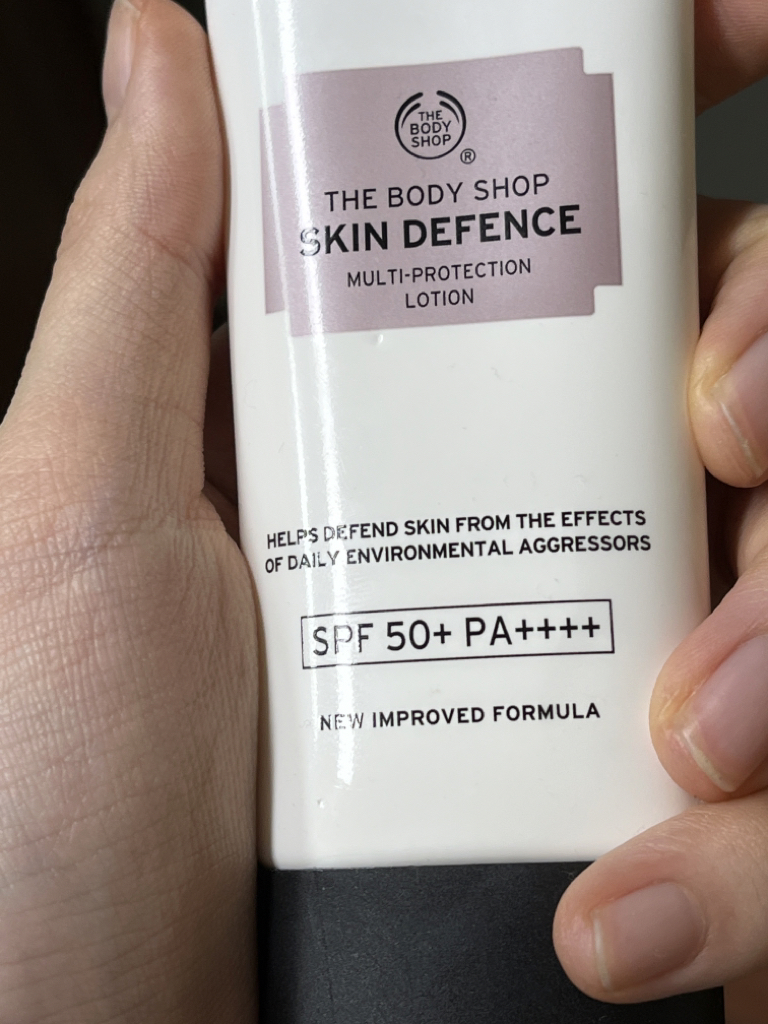 THE
BODY
SHOP
®
THE BODY SHOP
SKIN DEFENCE
MULTI-PROTECTION
LOTION
HELPS DEFEND SKIN FROM THE EFFECTS
OF DAILY ENVIRONMENTAL AGGRESSORS
SPF 50+ PA++++
NEW IMPROVED FORMULA